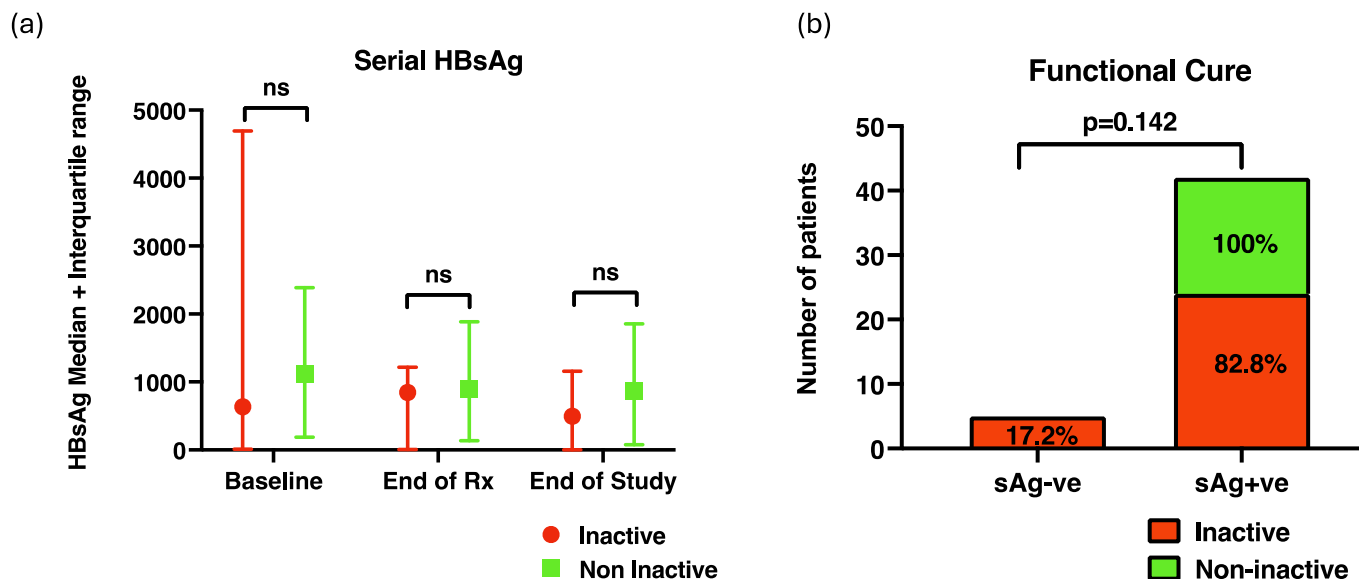 (a)
Serial HBsAg
HBsAg Median + Interquartile range
5000
4000
3000
2000
1000
0
ns
ns
ns
Baseline
End of Rx
End of Study
Inactive
Non Inactive
(b)
Functional Cure
p=0.142
Number of patients
50
40
30
20
10
0
17.2%
100%
82.8%
sAg-ve
sAg+ve
Inactive
Non-inactive